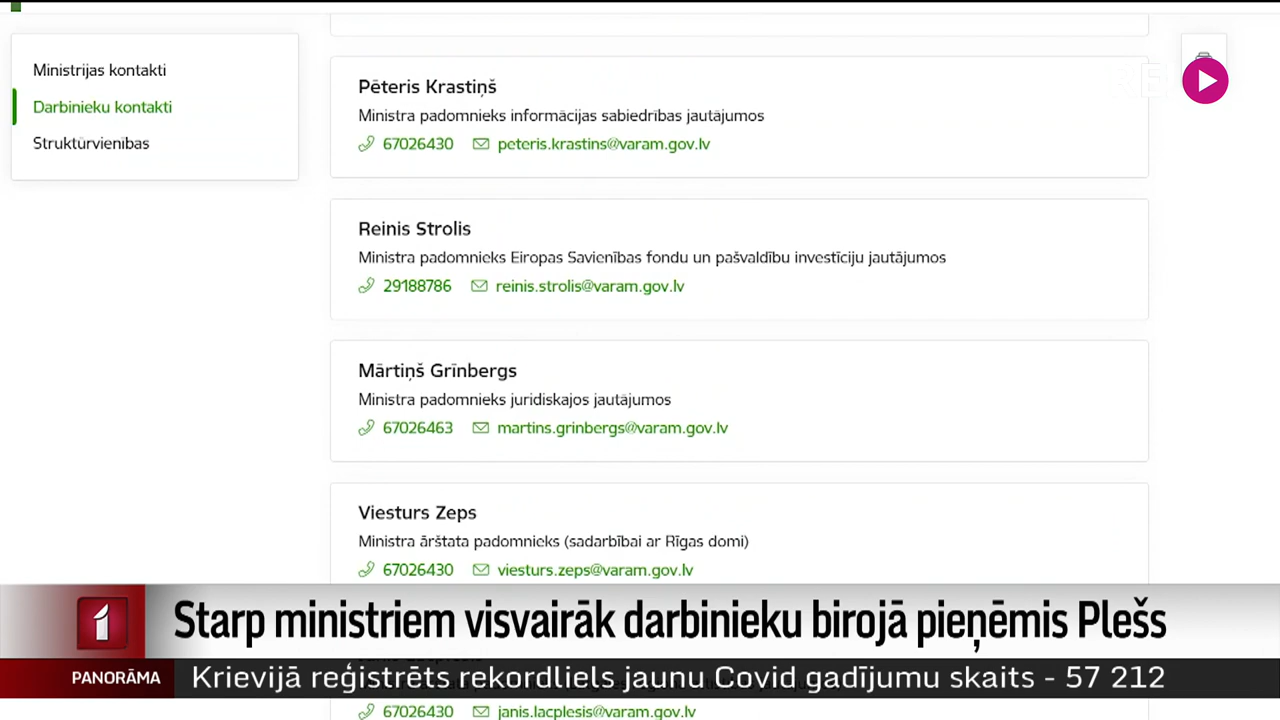 Ministrijas kontakti
Darbinieku kontakti
Struktūrvienības
Pēteris Krastiņš
Ministra padomnieks informācijas sabiedrības jautājumos
67026430 peteris.krastins@varam.gov.lv
RE
Reinis Strolis
Ministra padomnieks Eiropas Savienības fondu un pašvaldību investīciju jautājumos
29188786 reinis.strolis@varam.gov.lv
Mārtiņš Grīnbergs
Ministra padomnieks juridiskajos jautājumos
67026463 martins.grinbergs@varam.gov.lv
Viesturs Zeps
Ministra ārštata padomnieks (sadarbībai ar Rīgas domi)
67026430 viesturs.zeps@varam.gov.lv
1 Starp ministriem visvairāk darbinieku birojā pieņēmis Plešs
PANORĀMA Krievijā reģistrēts rekordliels jaunu Covid gadījumu skaits - 57 212
67026430 janis.lacplesis@varam.gov.lv